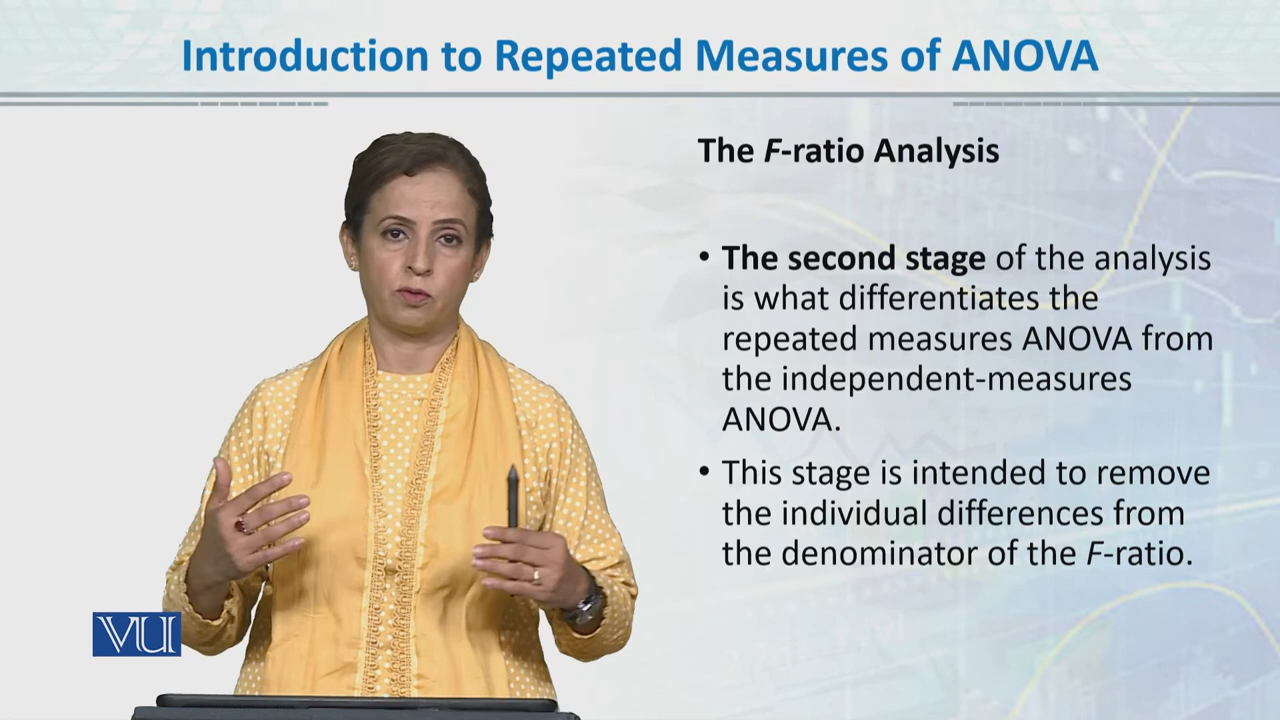 Introduction to Repeated Measures of ANOVA
The F-ratio Analysis
• The second stage of the analysis
is what differentiates the
repeated measures ANOVA from
the independent-measures
ANOVA.
• This stage is intended to remove
the individual differences from
the denominator of the F-ratio.
VU